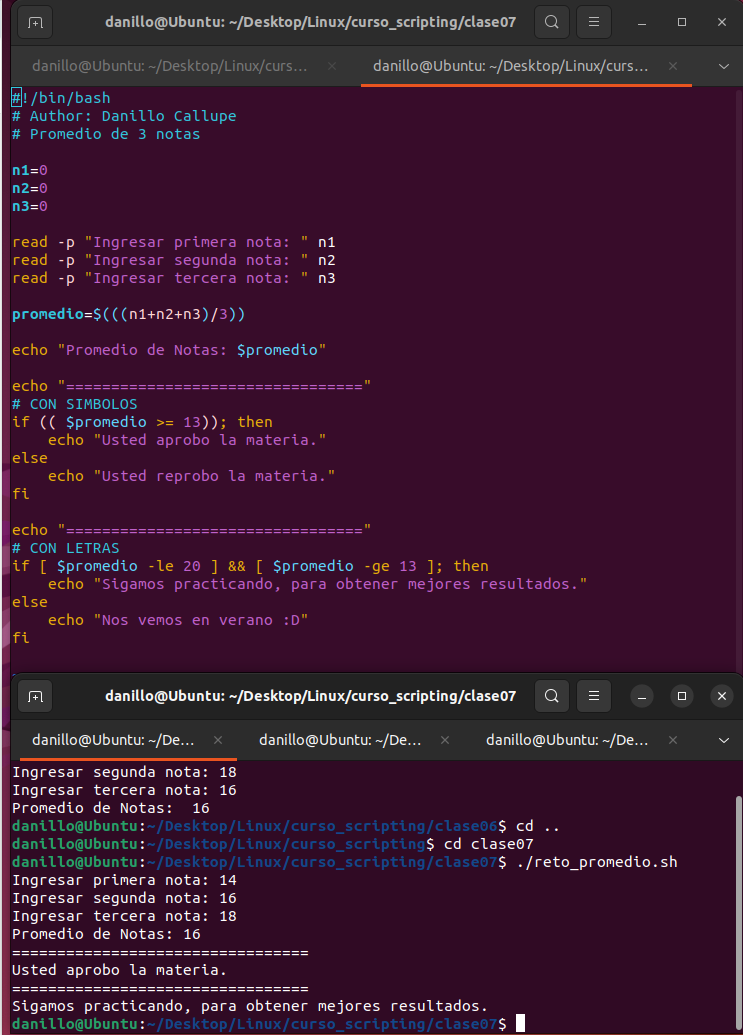 danillo@Ubuntu: ~/Desktop/Linux/curso_scripting/clase07
danillo@Ubuntu: ~/Desktop/Linux/curs...
danillo@Ubuntu: ~/Desktop/Linux/curs...
#!/bin/bash
# Author: Danillo Callupe
# Promedio de 3 notas
n1=0
n2=0
n3=0
read -p "Ingresar primera nota: " n1
read -p "Ingresar segunda nota: " n2
read -p "Ingresar tercera nota: " n3
promedio=$(((n1+n2+n3)/3))
echo "Promedio de Notas: $promedio"
echo "================================="
# CON SIMBOLOS
if (( $promedio >= 13)); then
    echo "Usted aprobo la materia."
else
    echo "Usted reprobo la materia."
fi
echo "================================="
# CON LETRAS
if [ $promedio -le 20 ] && [ $promedio -ge 13 ]; then
    echo "Sigamos practicando, para obtener mejores resultados."
else
    echo "Nos vemos en verano :D"
fi
danillo@Ubuntu: ~/Desktop/Linux/curso_scripting/clase07
danillo@Ubuntu: ~/De...
danillo@Ubuntu: ~/De...
danillo@Ubuntu: ~/De...
Ingresar segunda nota: 18
Ingresar tercera nota: 16
Promedio de Notas:  16
danillo@Ubuntu:~/Desktop/Linux/curso_scripting/clase06$ cd ..
danillo@Ubuntu:~/Desktop/Linux/curso_scripting$ cd clase07
danillo@Ubuntu:~/Desktop/Linux/curso_scripting/clase07$ ./reto_promedio.sh
Ingresar primera nota: 14
Ingresar segunda nota: 16
Ingresar tercera nota: 18
Promedio de Notas: 16
=================================
Usted aprobo la materia.
=================================
Sigamos practicando, para obtener mejores resultados.
danillo@Ubuntu:~/Desktop/Linux/curso_scripting/clase07$